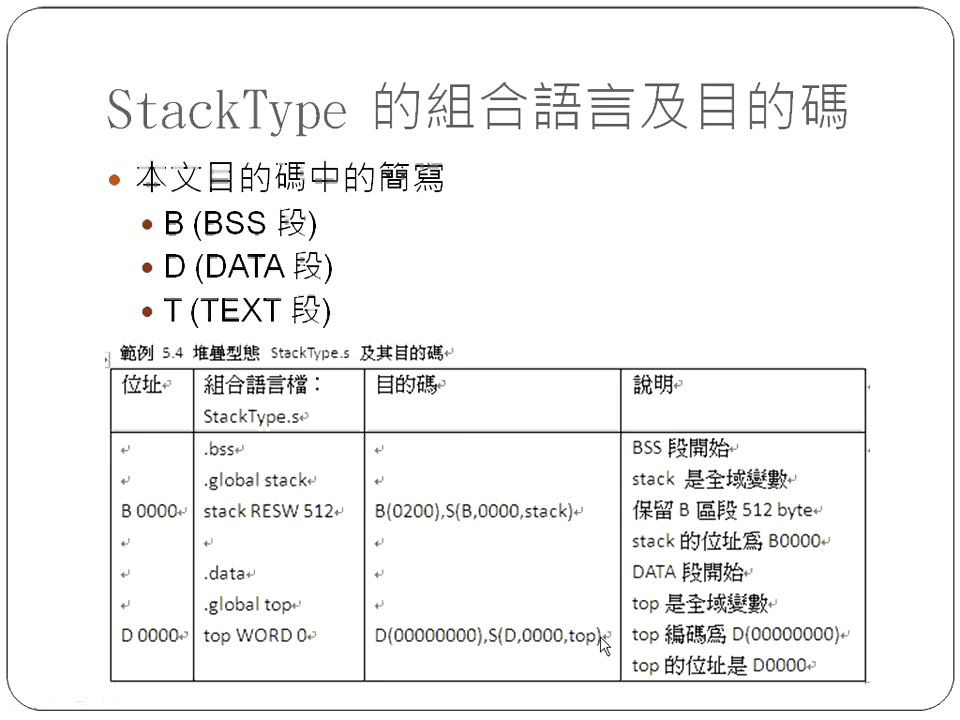 StackType 的組合語言及目的碼
本文目的碼中的簡寫
B (BSS 段)
D (DATA 段)
T (TEXT 段)
範例 5.4 堆疊型態 StackType.s 及其目的碼
位址 組合語言檔： 目的碼 說明
StackType.s
.bss BSS 段開始
.global stack stack 是全域變數
B 0000 stack RESW 512 B(0200),S(B,0000,stack) 保留 B 區段 512 byte
stack 的位址為 B0000
.data DATA 段開始
.global top top 是全域變數
D 0000 top WORD 0 D(00000000),S(D,0000,top) top 編碼為 D(00000000)
top 的位址是 D0000